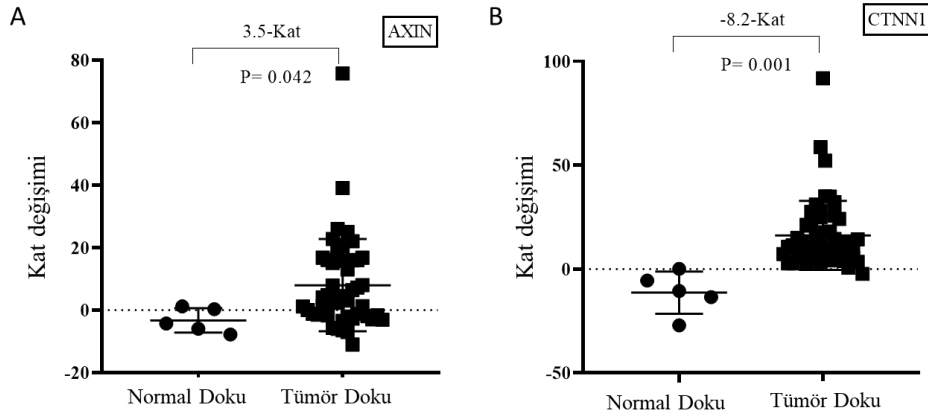 A
3.5-Kat
AXIN
P= 0.042
Kat değişimi
80
60
40
20
0
-20
Normal Doku
Tümör Doku
B
-8.2-Kat
CTNN1
P= 0.001
Kat değişimi
100
50
0
-50
Normal Doku
Tümör Doku